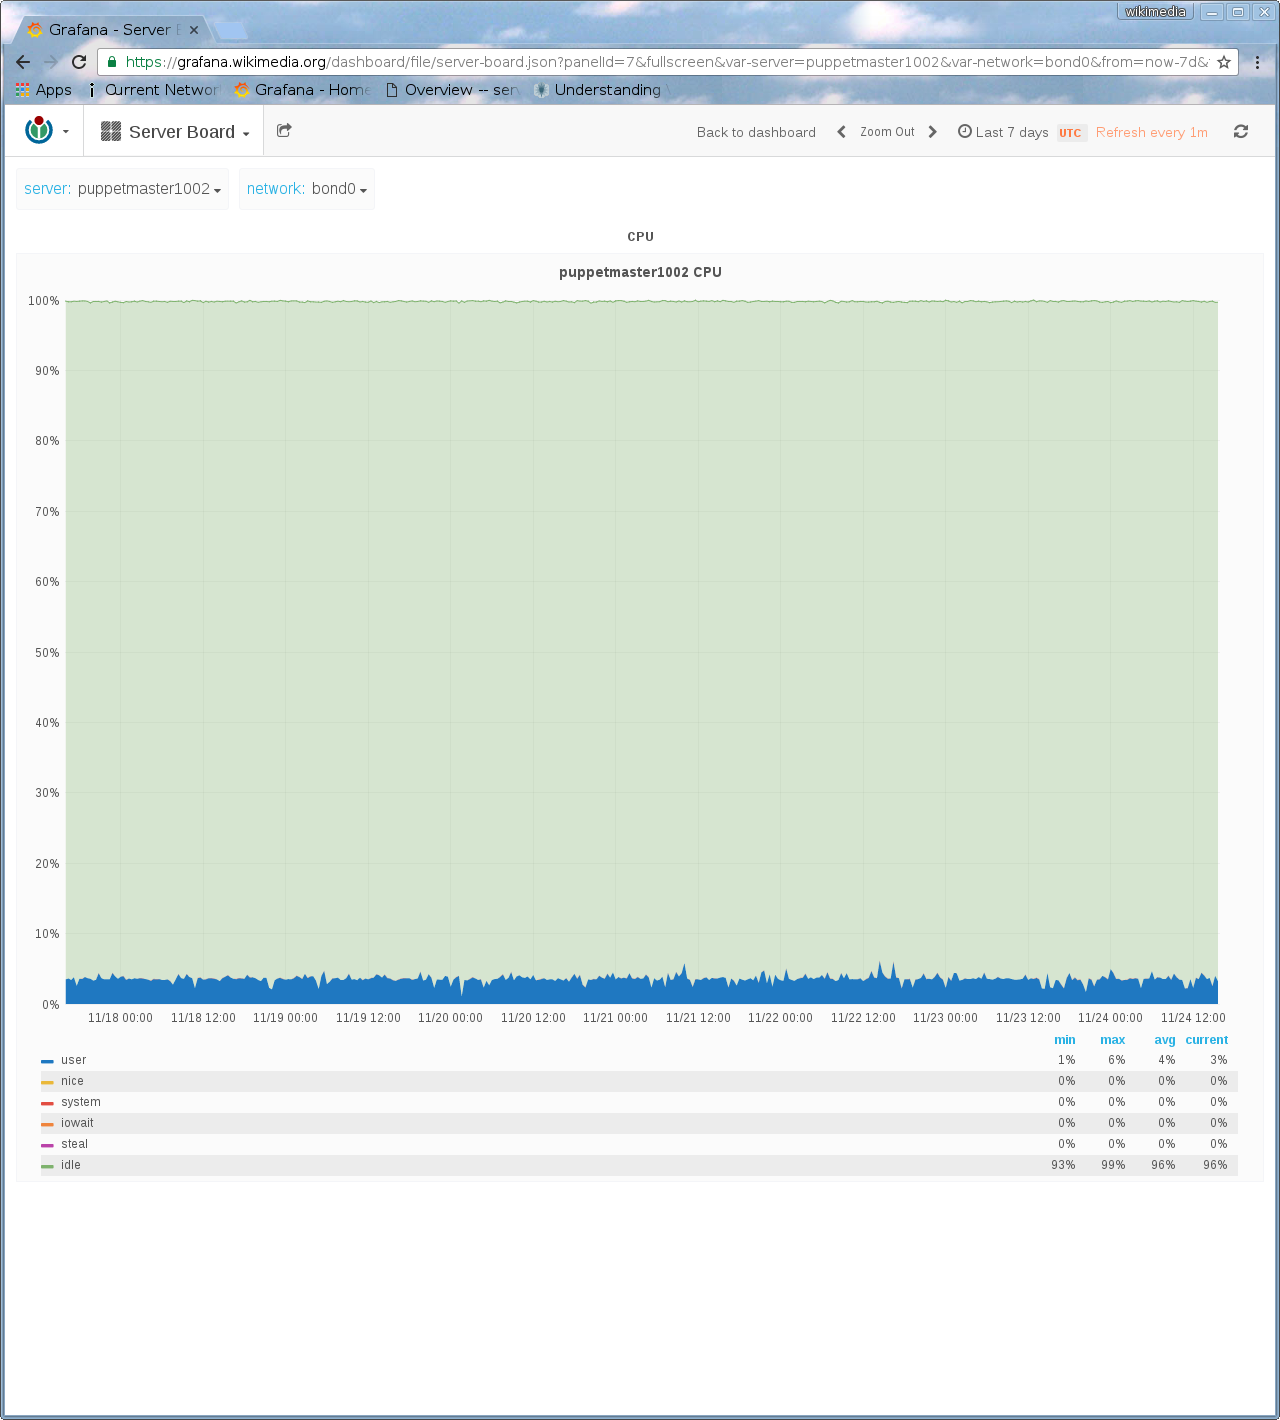 wikimedia
Grafana - Server
https://grafana.wikimedia.org/dashboard/file/server-board.json?panelId=7&fullscreen&var-server=puppetmaster1002&var-network=bond0&from=now-7d&
Apps Current Networ Grafana - Home Overview -- serv Understanding
Server Board Back to dashboard Zoom Out Last 7 days UTC Refresh every 1m
server: puppetmaster1002 network: bond0
CPU
puppetmaster1002 CPU
100%
90%
80%
70%
60%
50%
40%
30%
20%
10%
0%
11/18 00:00 11/18 12:00 11/19 00:00 11/19 12:00 11/20 00:00 11/20 12:00 11/21 00:00 11/21 12:00 11/22 00:00 11/22 12:00 11/23 00:00 11/23 12:00 11/24 00:00 11/24 12:00
min max avg current
user 1% 6% 4% 3%
nice 0% 0% 0% 0%
system 0% 0% 0% 0%
iowait 0% 0% 0% 0%
steal 0% 0% 0% 0%
idle 93% 99% 96% 96%